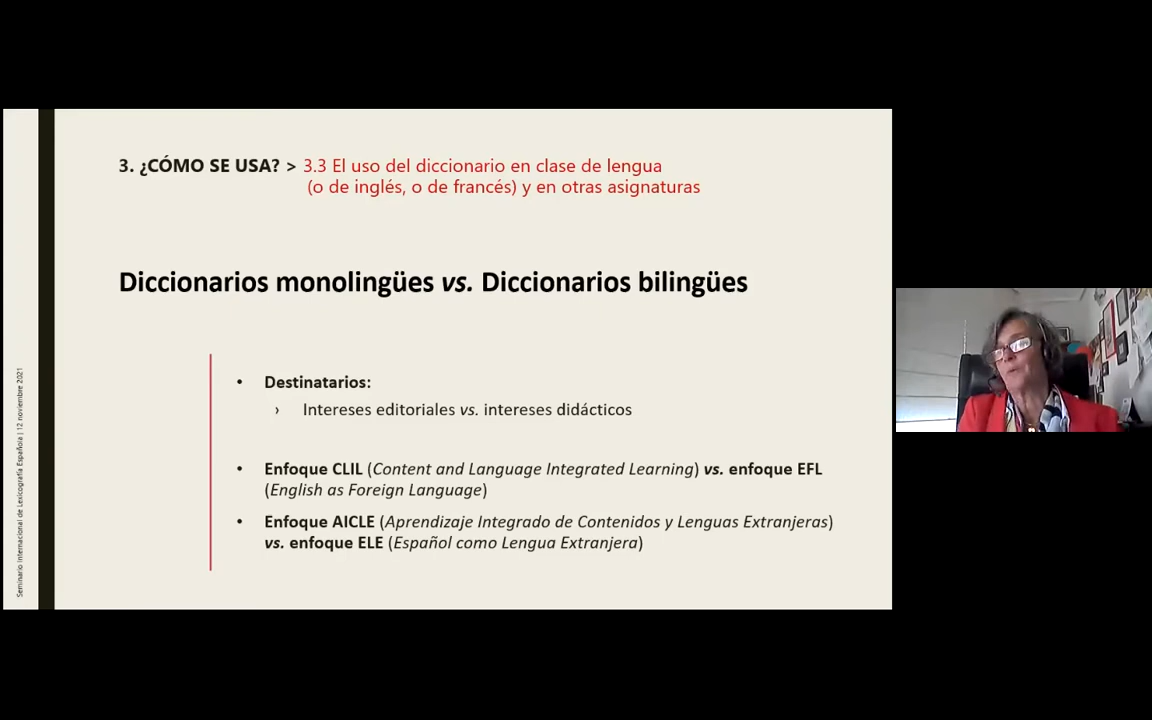 3. ¿CÓMO SE USA? > 3.3 El uso del diccionario en clase de lengua
(o de inglés, o de francés) y en otras asignaturas
Diccionarios monolingües vs. Diccionarios bilingües
• Destinatarios:
› Intereses editoriales vs. intereses didácticos
• Enfoque CLIL (Content and Language Integrated Learning) vs. enfoque EFL
(English as Foreign Language)
• Enfoque AICLE (Aprendizaje Integrado de Contenidos y Lenguas Extranjeras)
vs. enfoque ELE (Español como Lengua Extranjera)
Seminario Internacional de Lexicografía Española | 12 noviembre 2021